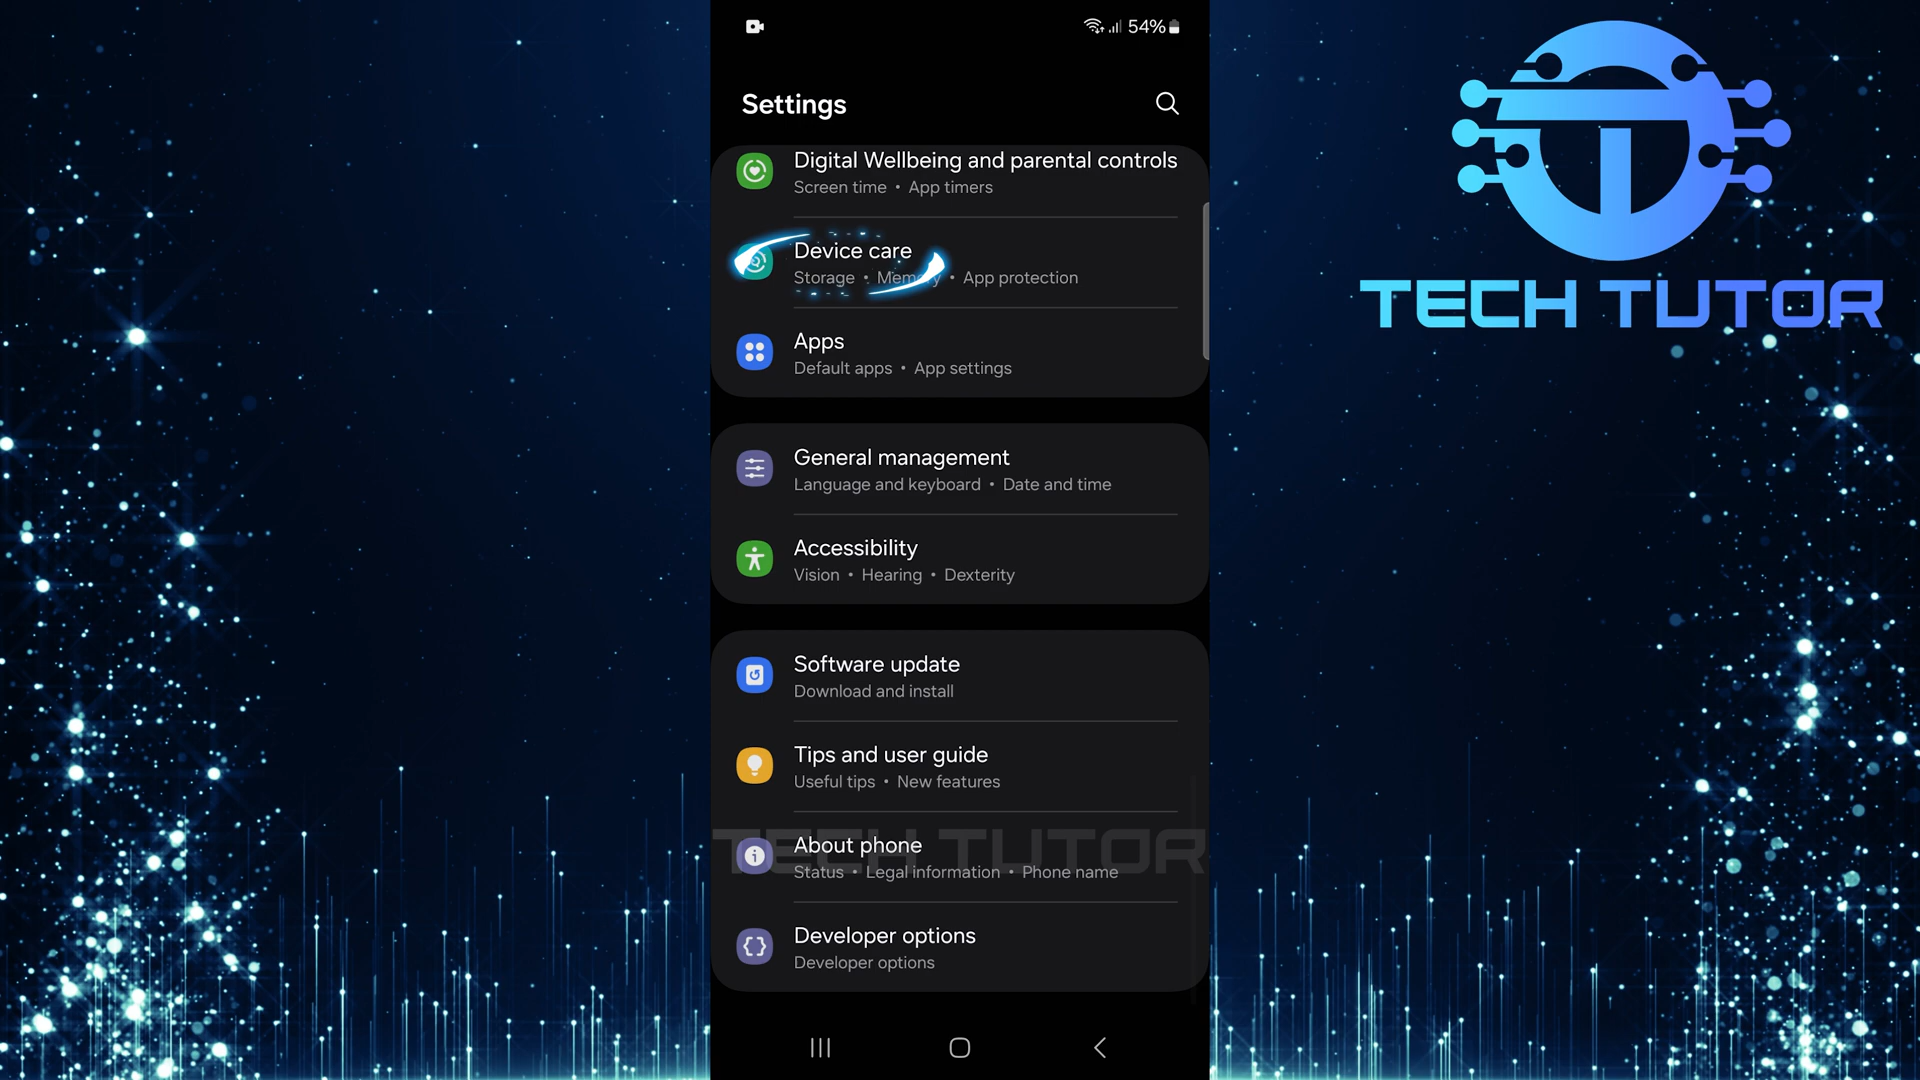 54%
Settings
Digital Wellbeing and parental controls
Screen time • App timers
Device care
Storage • Memory • App protection
Apps
Default apps • App settings
General management
Language and keyboard • Date and time
Accessibility
Vision • Hearing • Dexterity
Software update
Download and install
Tips and user guide
Useful tips • New features
TECH TUTOR
About phone
Status • Legal information • Phone name
Developer options
Developer options
TECH TUTOR